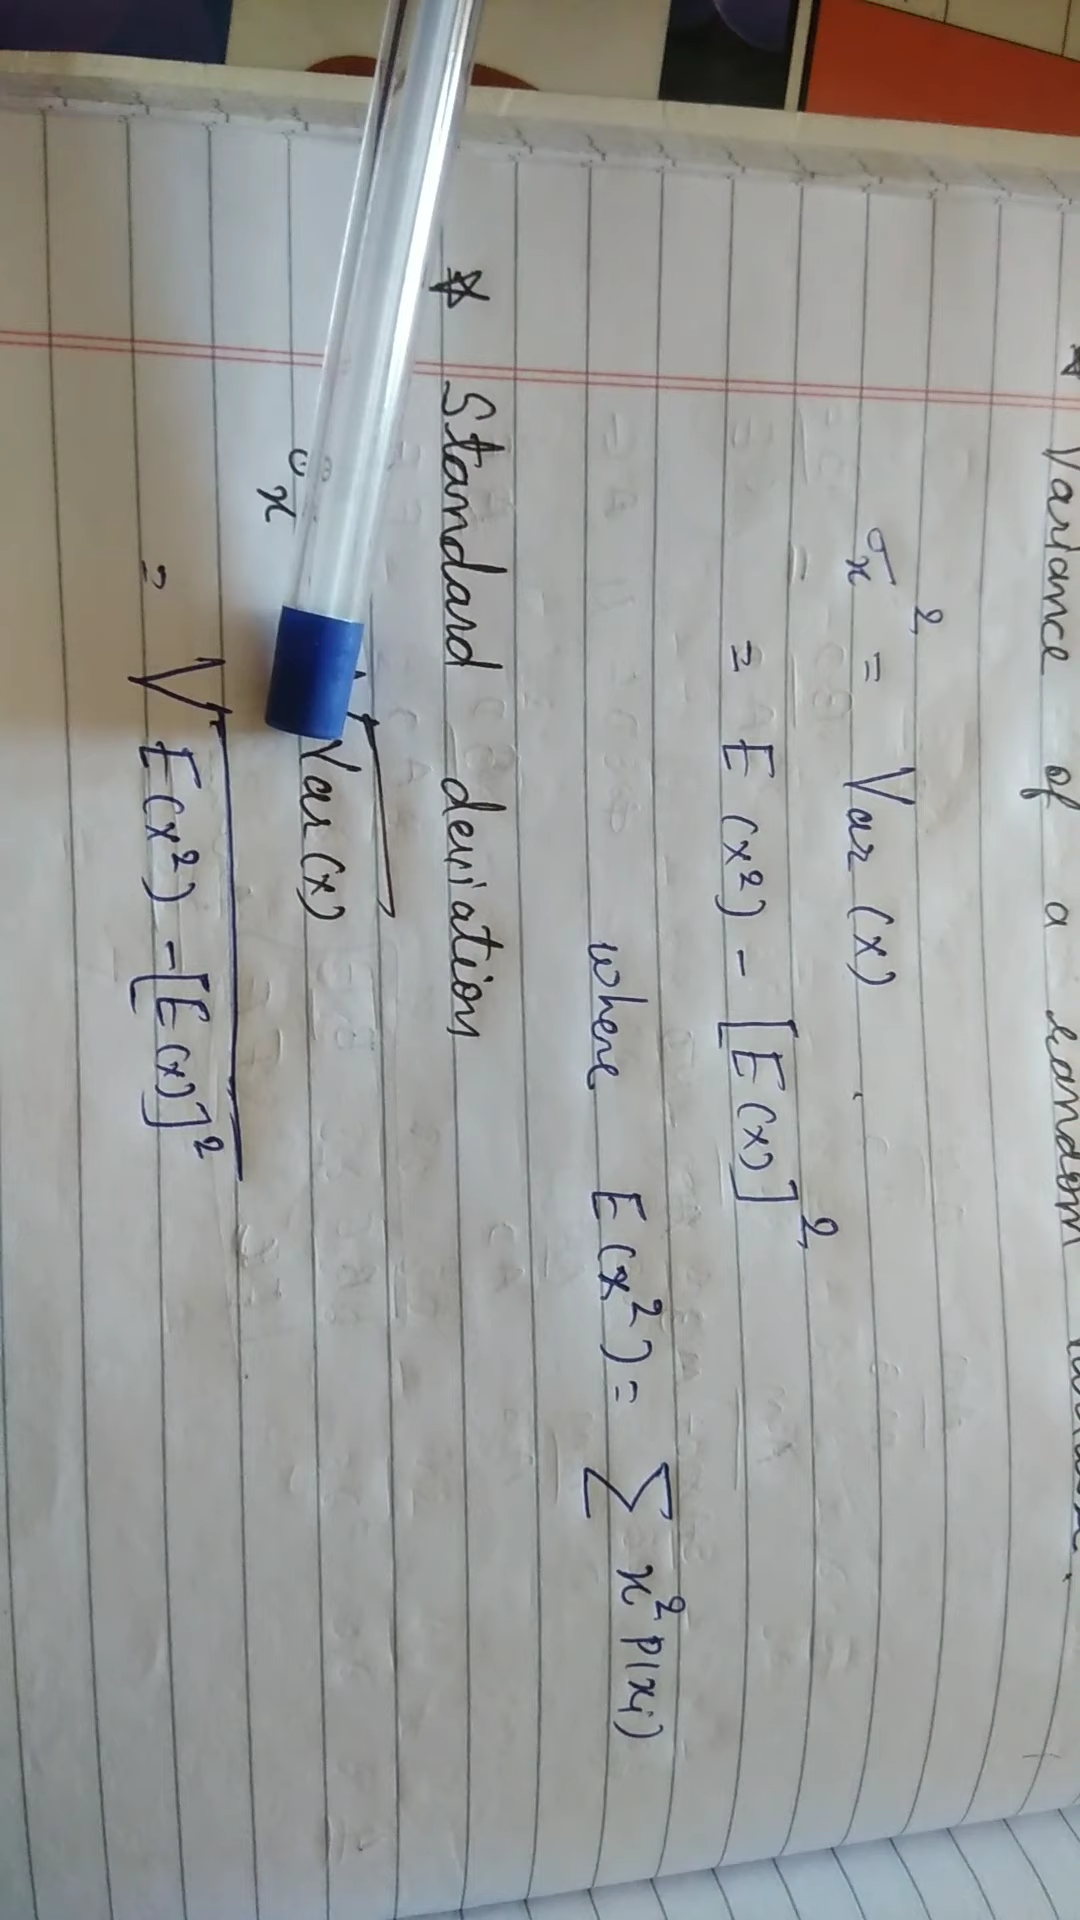 * Variance of a random
σx² = Var (x)
= E (x²) - [E(x)]²
where E(x²) = ∑ x² p(xi)
* Standard deviation
σx √Var(x)
= √E(x²) - [E(x)]²